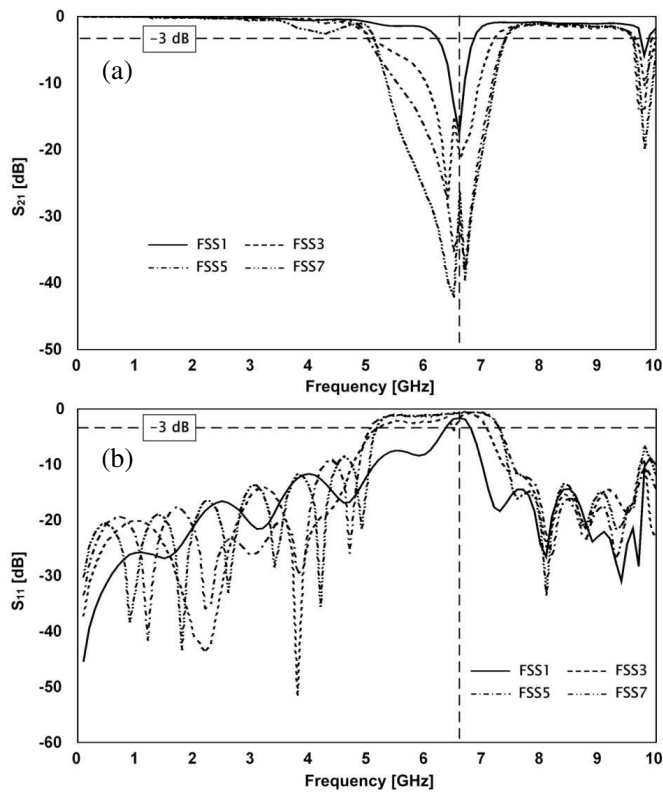 0
-10
-20
-30
-40
-50
S21 [dB]
-3 dB
(a)
FSS1 FSS3
FSS5 FSS7
0 1 2 3 4 5 6 7 8 9 10
Frequency [GHz]
0
-10
-20
-30
-40
-50
-60
S11 [dB]
-3 dB
(b)
FSS1 FSS3
FSS5 FSS7
0 1 2 3 4 5 6 7 8 9 10
Frequency [GHz]